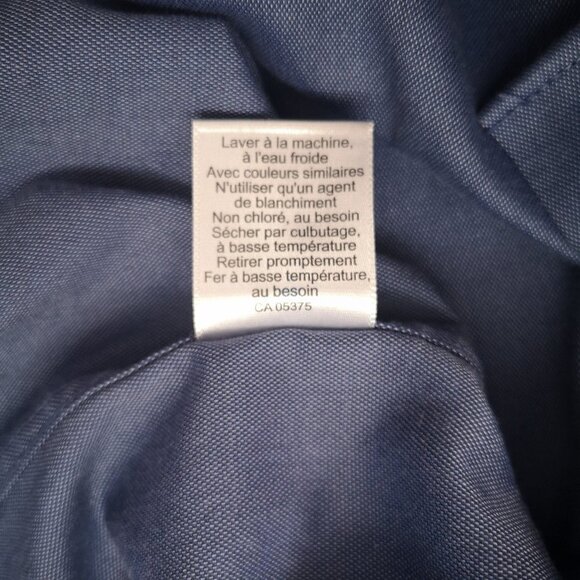 Laver à la machine,
à l'eau froide
Avec couleurs similaires
N'utiliser qu'un agent
de blanchiment
Non chloré, au besoin
Sécher par culbutage,
à basse température
Retirer promptement
Fer à basse température,
au besoin
CA 05375